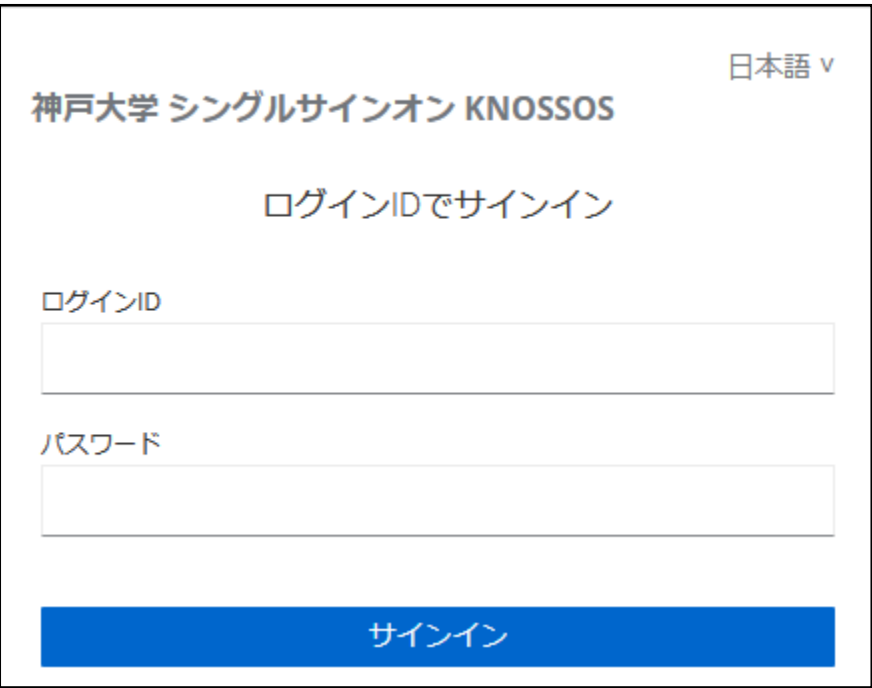 日本語 ∨
神戸大学 シングルサインオン KNOSSOS
ログインIDでサインイン
ログインID
パスワード
サインイン